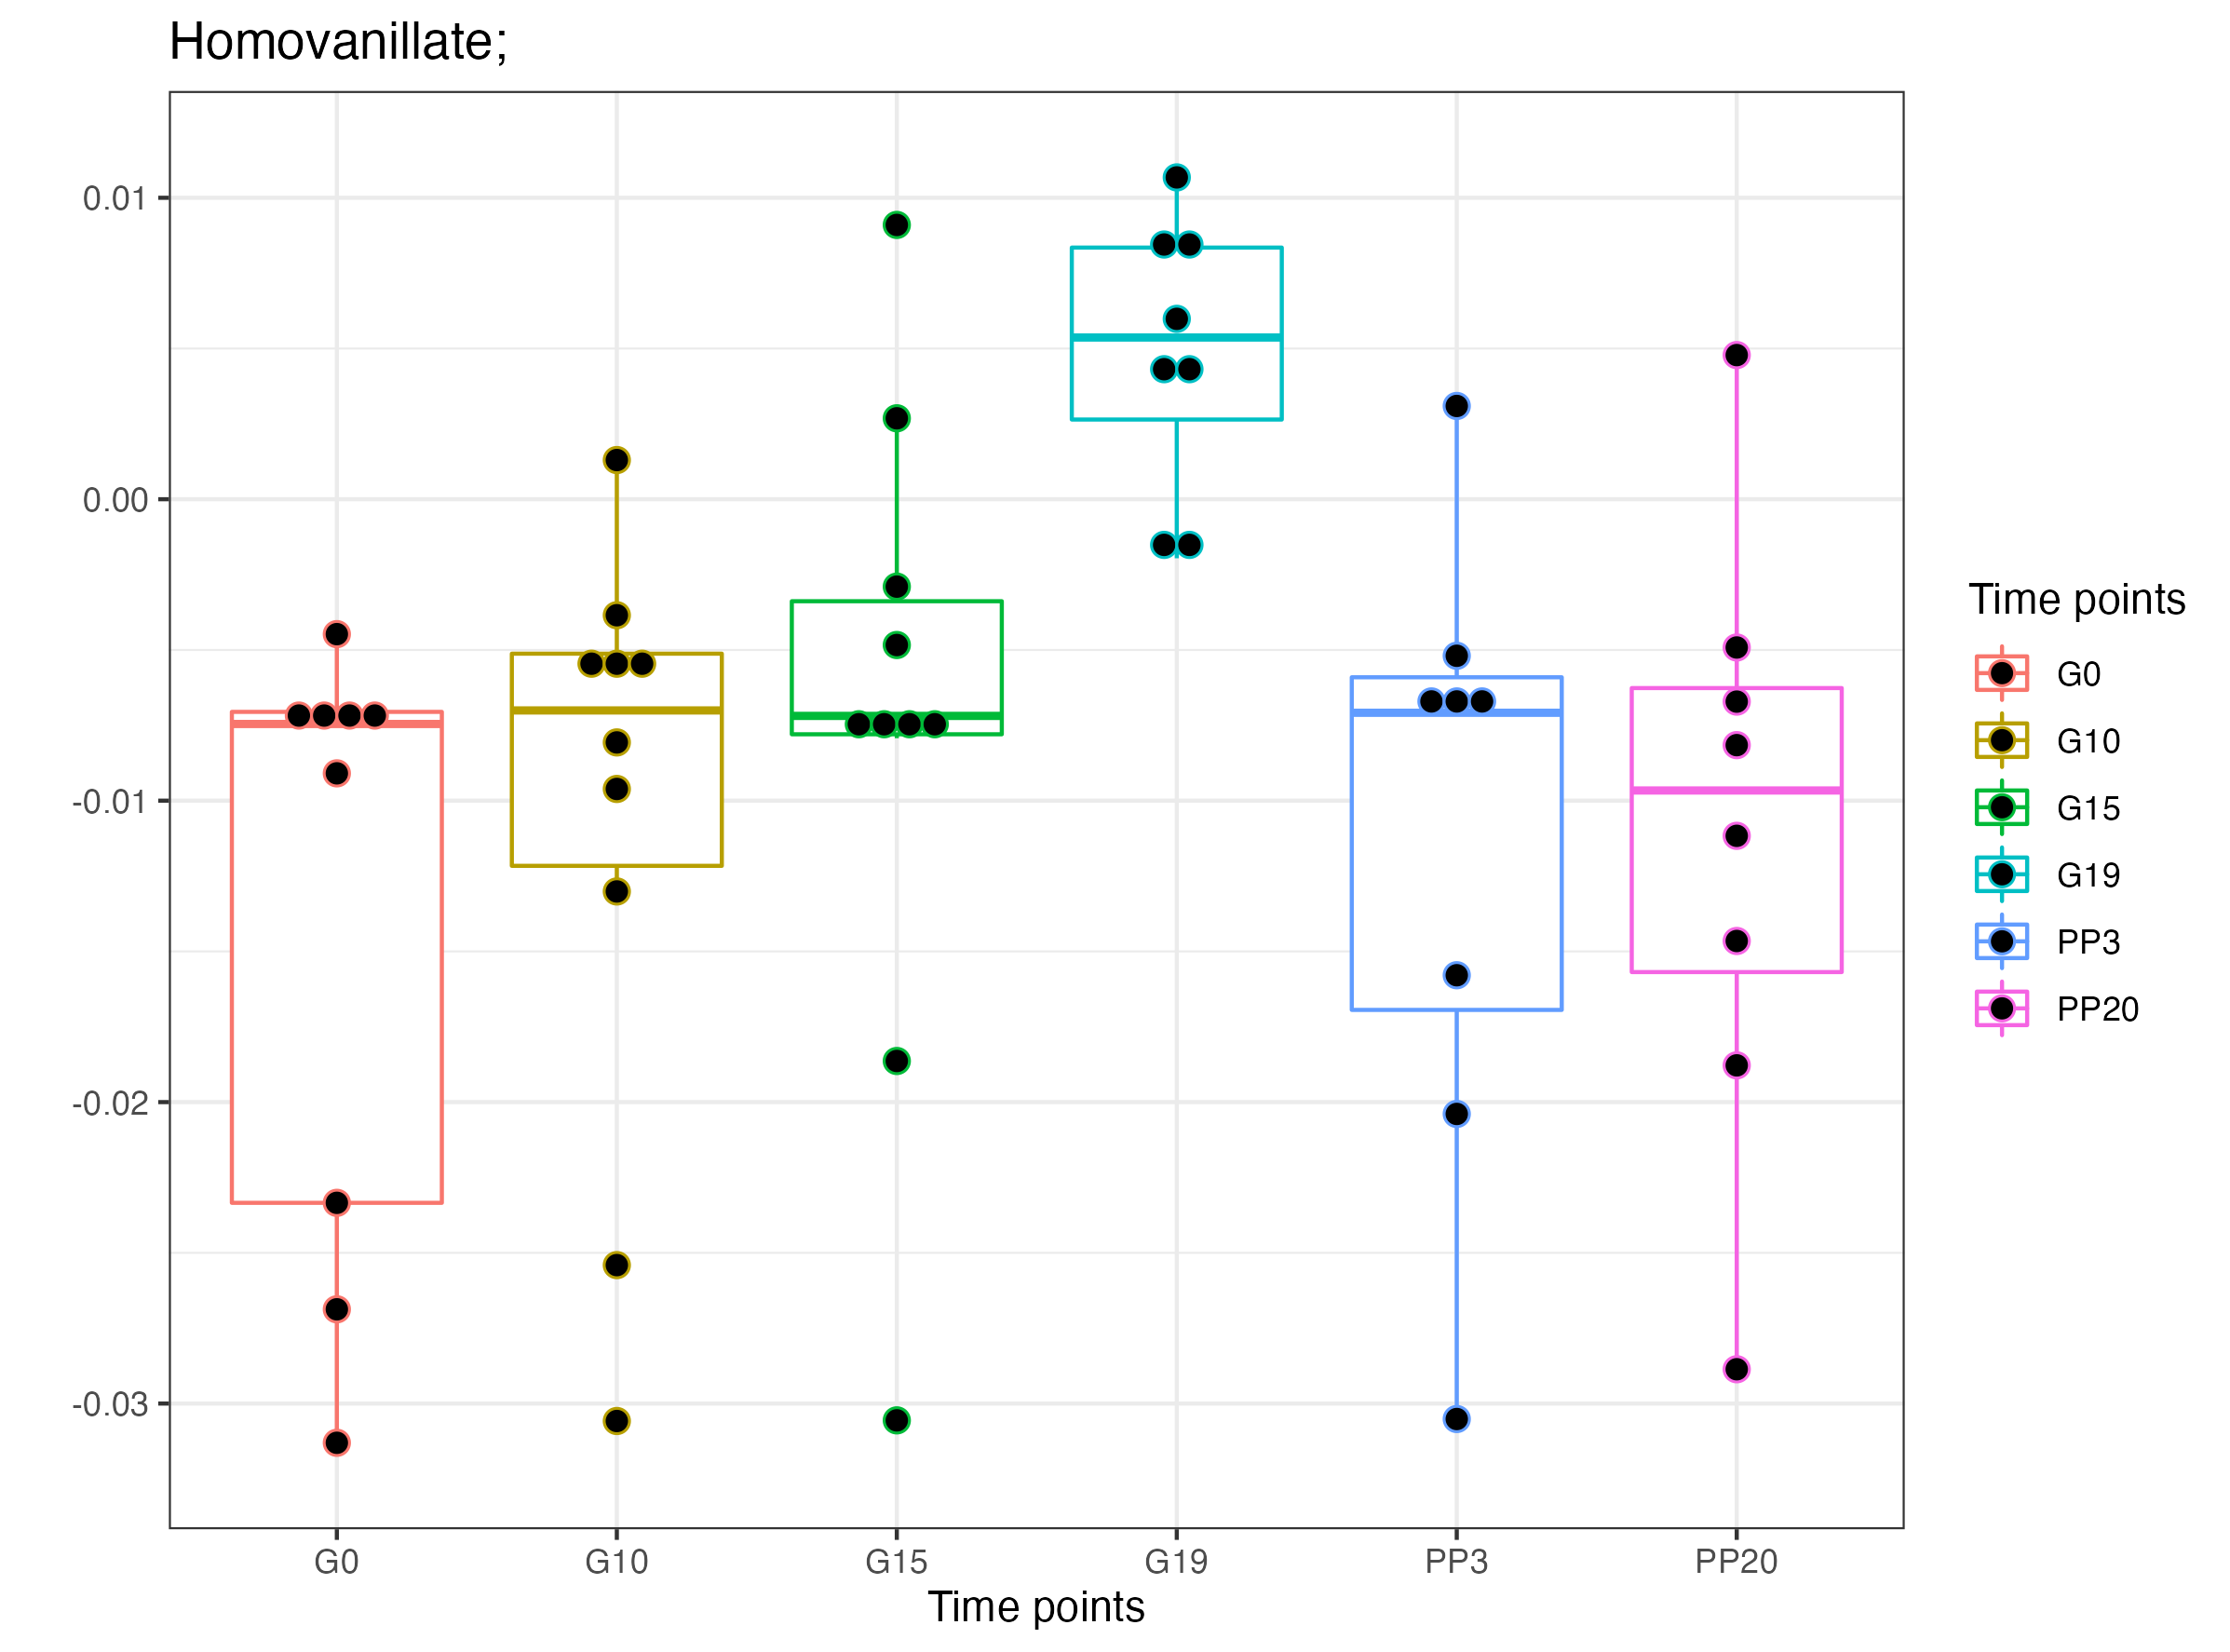 Homovanillate;
0.01
0.00
-0.01
-0.02
-0.03
G0 G10 G15 G19 PP3 PP20
Time points
Time points
G0
G10
G15
G19
PP3
PP20